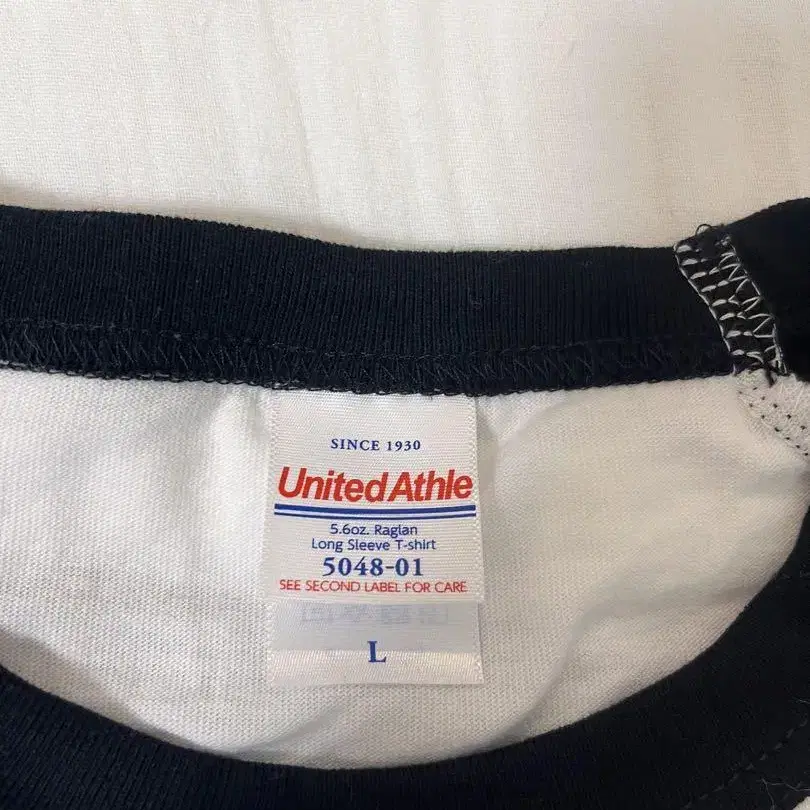 SINCE 1930
United Athle
5.6oz. Raglan
Long Sleeve T-shirt
5048-01
SEE SECOND LABEL FOR CARE
L